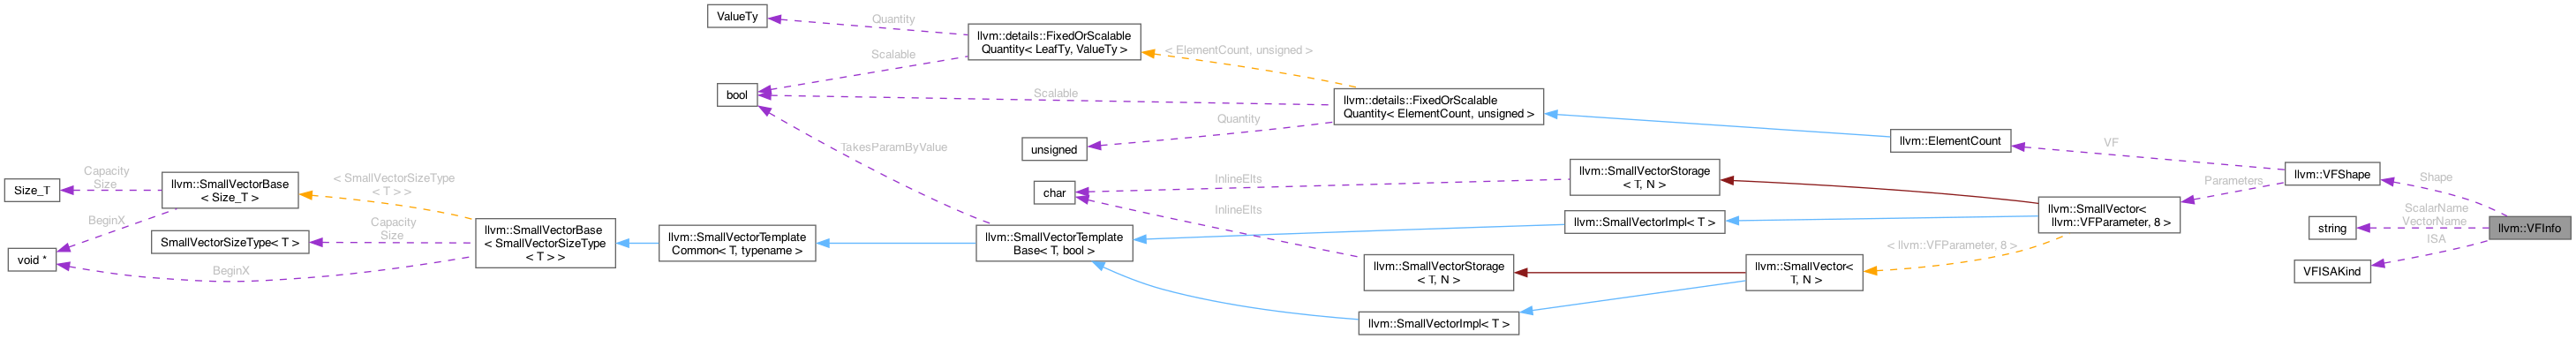 ValueTy
Quantity
llvm::details::FixedOrScalable
Quantity< LeafTy, ValueTy >
Scalable
< ElementCount, unsigned >
bool
Scalable
llvm::details::FixedOrScalable
Quantity< ElementCount, unsigned >
Quantity
unsigned
llvm::ElementCount
VF
TakesParamByValue
Size_T
Capacity
Size
llvm::SmallVectorBase
< Size_T >
< SmallVectorSizeType
< T > >
char
InlineElts
llvm::SmallVectorStorage
< T, N >
llvm::VFShape
Shape
Parameters
BeginX
Capacity
Size
InlineElts
llvm::SmallVectorImpl< T >
llvm::SmallVector<
llvm::VFParameter, 8 >
string
ScalarName
VectorName
llvm::VFInfo
void *
SmallVectorSizeType< T >
llvm::SmallVectorBase
< SmallVectorSizeType
< T > >
llvm::SmallVectorTemplate
Common< T, typename >
llvm::SmallVectorTemplate
Base< T, bool >
< llvm::VFParameter, 8 >
ISA
BeginX
llvm::SmallVectorStorage
< T, N >
llvm::SmallVector<
T, N >
VFISAKind
llvm::SmallVectorImpl< T >